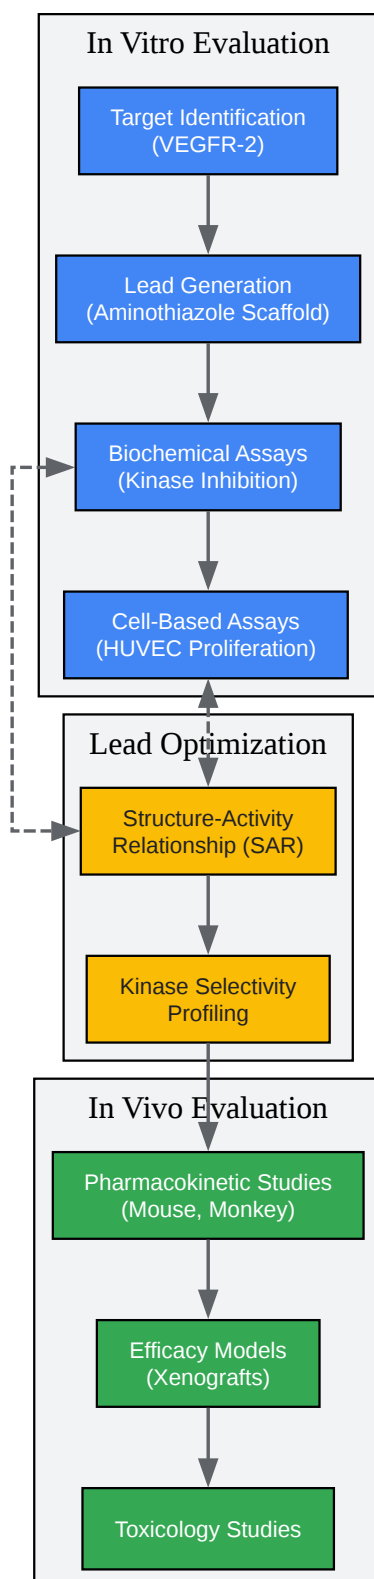 In Vitro Evaluation
Target Identification
(VEGFR-2)
Lead Generation
(Aminothiazole Scaffold)
Biochemical Assays
(Kinase Inhibition)
Cell-Based Assays
(HUVEC Proliferation)
Lead Optimization
Structure-Activity
Relationship (SAR)
Kinase Selectivity
Profiling
In Vivo Evaluation
Pharmacokinetic Studies
(Mouse, Monkey)
Efficacy Models
(Xenografts)
Toxicology Studies